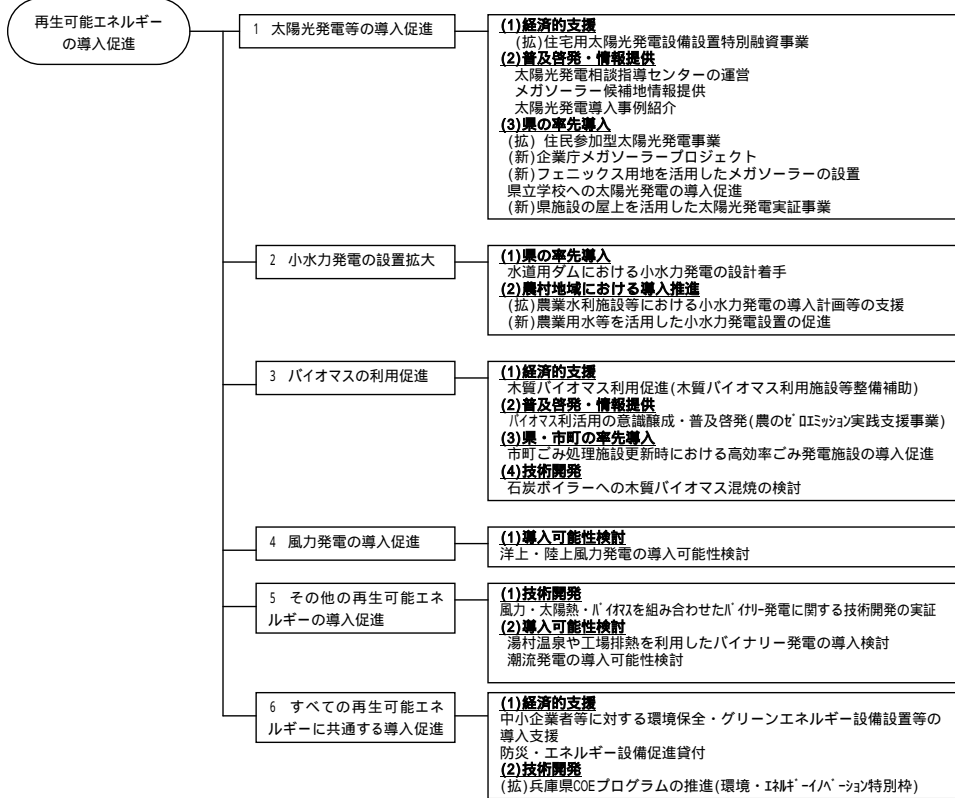 再生可能エネルギー
の導入促進
1 太陽光発電等の導入促進
(1)経済的支援
(拡)住宅用太陽光発電設備設置特別融資事業
(2)普及啓発・情報提供
太陽光発電相談指導センターの運営
メガソーラー候補地情報提供
太陽光発電導入事例紹介
(3)県の率先導入
(拡) 住民参加型太陽光発電事業
(新)企業庁メガソーラープロジェクト
(新)フェニックス用地を活用したメガソーラーの設置
県立学校への太陽光発電の導入促進
(新)県施設の屋上を活用した太陽光発電実証事業
2 小水力発電の設置拡大
(1)県の率先導入
水道用ダムにおける小水力発電の設計着手
(2)農村地域における導入推進
(拡)農業水利施設等における小水力発電の導入計画等の支援
(新)農業用水等を活用した小水力発電設置の促進
3 バイオマスの利用促進
(1)経済的支援
木質バイオマス利用促進(木質バイオマス利用施設等整備補助)
(2)普及啓発・情報提供
バイオマス利活用の意識醸成・普及啓発(農のゼロエミッション実践支援事業)
(3)県・市町の率先導入
市町ごみ処理施設更新時における高効率ごみ発電施設の導入促進
(4)技術開発
石炭ボイラーへの木質バイオマス混焼の検討
4 風力発電の導入促進
(1)導入可能性検討
洋上・陸上風力発電の導入可能性検討
5 その他の再生可能エネ
ルギーの導入促進
(1)技術開発
風力・太陽熱・バイオマスを組み合わせたバイナリー発電に関する技術開発の実証
(2)導入可能性検討
湯村温泉や工場排熱を利用したバイナリー発電の導入検討
潮流発電の導入可能性検討
6 すべての再生可能エネ
ルギーに共通する導入促進
(1)経済的支援
中小企業者等に対する環境保全・グリーンエネルギー設備設置等の
導入支援
防災・エネルギー設備促進貸付
(2)技術開発
(拡)兵庫県COEプログラムの推進(環境・エネルギーイノベーション特別枠)